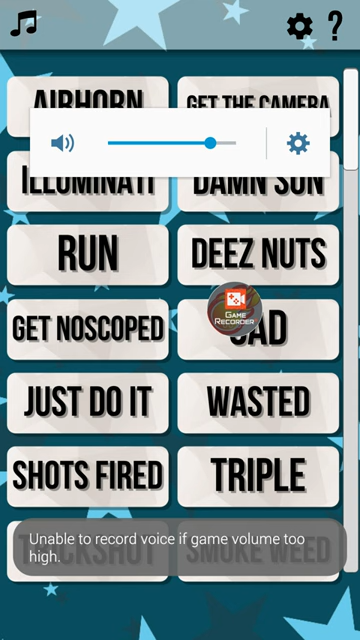 ?
AIRHORN
GET THE CAMERA
ILLUMINATI
DAMN SON
RUN
DEEZ NUTS
GAME
RECORDER
GET NOSCOPED
SAD
JUST DO IT
WASTED
SHOTS FIRED
TRIPLE
TRICKSHOT
SMOKE WEED
Unable to record voice if game volume too
high.